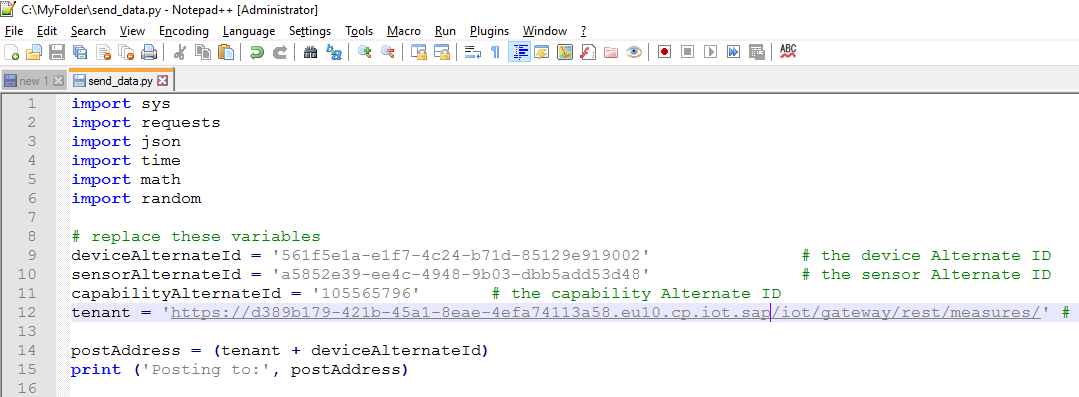 C:\MyFolder\send_data.py - Notepad++ [Administrator]
File Edit Search View Encoding Language Settings Tools Macro Run Plugins Window ?
ABC
new 1 send_data.py
1 import sys
2 import requests
3 import json
4 import time
5 import math
6 import random
7
8 # replace these variables
9 deviceAlternateId = '561f5e1a-e1f7-4c24-b71d-85129e919002' # the device Alternate ID
10 sensorAlternateId = 'a5852e39-ee4c-4948-9b03-dbb5add53d48' # the sensor Alternate ID
11 capabilityAlternateId = '105565796' # the capability Alternate ID
12 tenant = 'https://d389b179-421b-45a1-8eae-4efa74113a58.eu10.cp.iot.sap/iot/gateway/rest/measures/' #
13
14 postAddress = (tenant + deviceAlternateId)
15 print ('Posting to:', postAddress)
16